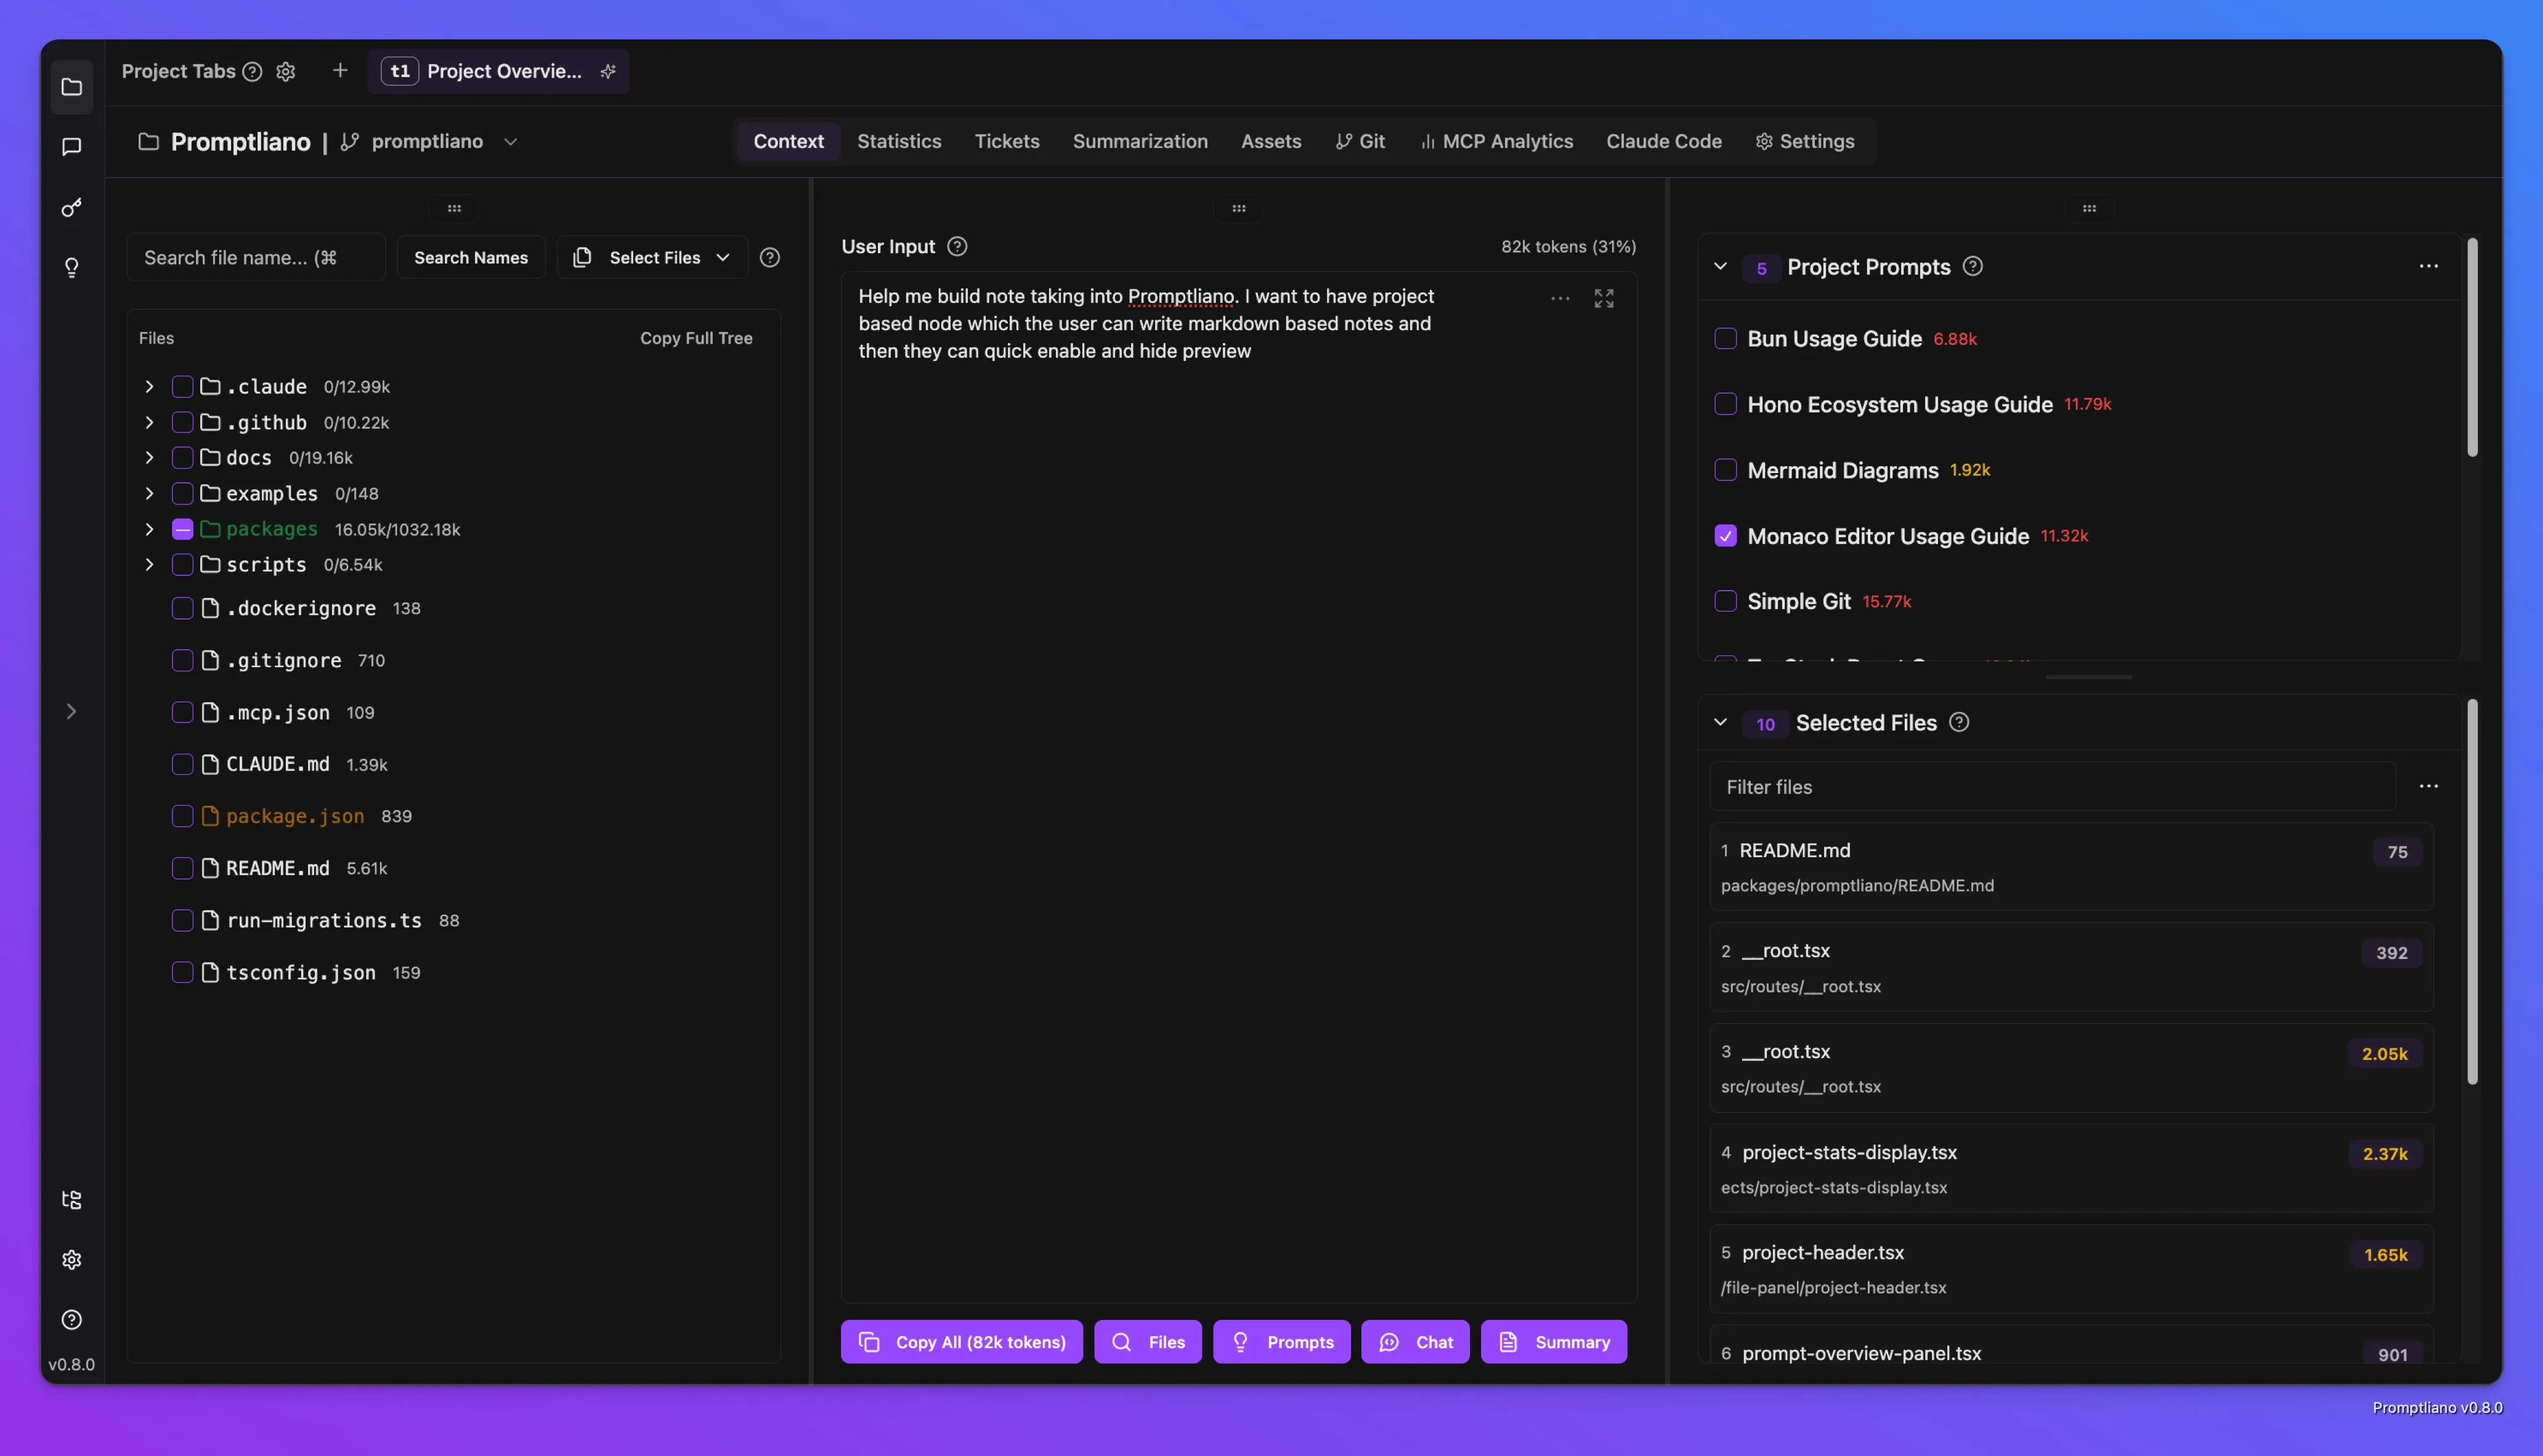 Project Tabs
t1 Project Overvie...
Promptliano | promptliano
Context Statistics Tickets Summarization Assets Git MCP Analytics Claude Code Settings
Search file name... (⌘
Search Names
Select Files
Files
Copy Full Tree
.claude 0/12.99k
.github 0/10.22k
docs 0/19.16k
examples 0/148
packages 16.05k/1032.18k
scripts 0/6.54k
.dockerignore 138
.gitignore 710
.mcp.json 109
CLAUDE.md 1.39k
package.json 839
README.md 5.61k
run-migrations.ts 88
tsconfig.json 159
v0.8.0
User Input
82k tokens (31%)
Help me build note taking into Promptliano. I want to have project
based node which the user can write markdown based notes and
then they can quick enable and hide preview
Copy All (82k tokens)
Files
Prompts
Chat
Summary
5 Project Prompts
Bun Usage Guide 6.88k
Hono Ecosystem Usage Guide 11.79k
Mermaid Diagrams 1.92k
Monaco Editor Usage Guide 11.32k
Simple Git 15.77k
10 Selected Files
Filter files
1 README.md 75
packages/promptliano/README.md
2 __root.tsx 392
src/routes/__root.tsx
3 __root.tsx 2.05k
src/routes/__root.tsx
4 project-stats-display.tsx 2.37k
ects/project-stats-display.tsx
5 project-header.tsx 1.65k
/file-panel/project-header.tsx
6 prompt-overview-panel.tsx 901
Promptliano v0.8.0